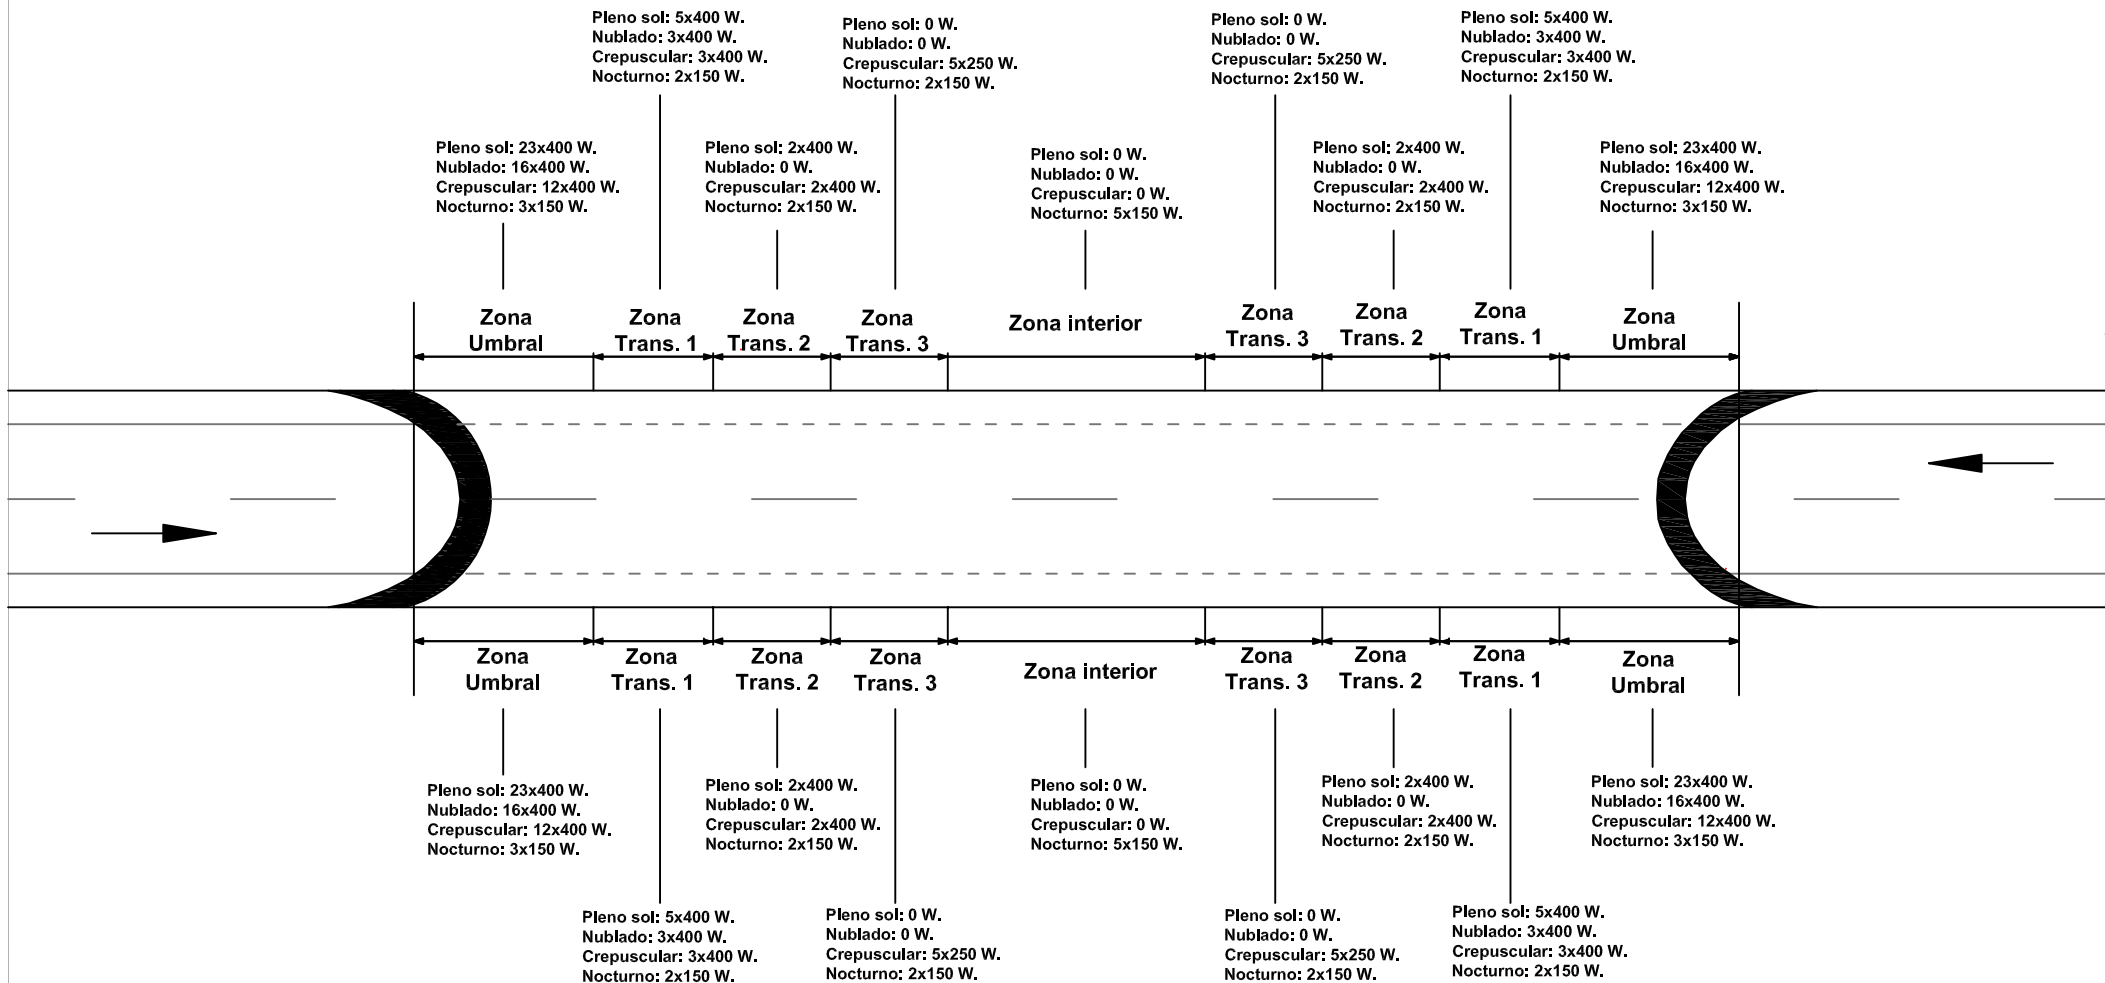 Pleno sol: 5x400 W.
Nublado: 3x400 W.
Crepuscular: 3x400 W.
Nocturno: 2x150 W.
Pleno sol: 0 W.
Nublado: 0 W.
Crepuscular: 5x250 W.
Nocturno: 2x150 W.
Pleno sol: 0 W.
Nublado: 0 W.
Crepuscular: 5x250 W.
Nocturno: 2x150 W.
Pleno sol: 5x400 W.
Nublado: 3x400 W.
Crepuscular: 3x400 W.
Nocturno: 2x150 W.
Pleno sol: 23x400 W.
Nublado: 16x400 W.
Crepuscular: 12x400 W.
Nocturno: 3x150 W.
Pleno sol: 2x400 W.
Nublado: 0 W.
Crepuscular: 2x400 W.
Nocturno: 2x150 W.
Pleno sol: 0 W.
Nublado: 0 W.
Crepuscular: 0 W.
Nocturno: 5x150 W.
Pleno sol: 2x400 W.
Nublado: 0 W.
Crepuscular: 2x400 W.
Nocturno: 2x150 W.
Pleno sol: 23x400 W.
Nublado: 16x400 W.
Crepuscular: 12x400 W.
Nocturno: 3x150 W.
Zona
Umbral
Zona
Trans. 1
Zona
Trans. 2
Zona
Trans. 3
Zona interior
Zona
Trans. 3
Zona
Trans. 2
Zona
Trans. 1
Zona
Umbral
Zona
Umbral
Zona
Trans. 1
Zona
Trans. 2
Zona
Trans. 3
Zona interior
Zona
Trans. 3
Zona
Trans. 2
Zona
Trans. 1
Zona
Umbral
Pleno sol: 23x400 W.
Nublado: 16x400 W.
Crepuscular: 12x400 W.
Nocturno: 3x150 W.
Pleno sol: 2x400 W.
Nublado: 0 W.
Crepuscular: 2x400 W.
Nocturno: 2x150 W.
Pleno sol: 0 W.
Nublado: 0 W.
Crepuscular: 0 W.
Nocturno: 5x150 W.
Pleno sol: 2x400 W.
Nublado: 0 W.
Crepuscular: 2x400 W.
Nocturno: 2x150 W.
Pleno sol: 23x400 W.
Nublado: 16x400 W.
Crepuscular: 12x400 W.
Nocturno: 3x150 W.
Pleno sol: 5x400 W.
Nublado: 3x400 W.
Crepuscular: 3x400 W.
Nocturno: 2x150 W.
Pleno sol: 0 W.
Nublado: 0 W.
Crepuscular: 5x250 W.
Nocturno: 2x150 W.
Pleno sol: 0 W.
Nublado: 0 W.
Crepuscular: 5x250 W.
Nocturno: 2x150 W.
Pleno sol: 5x400 W.
Nublado: 3x400 W.
Crepuscular: 3x400 W.
Nocturno: 2x150 W.